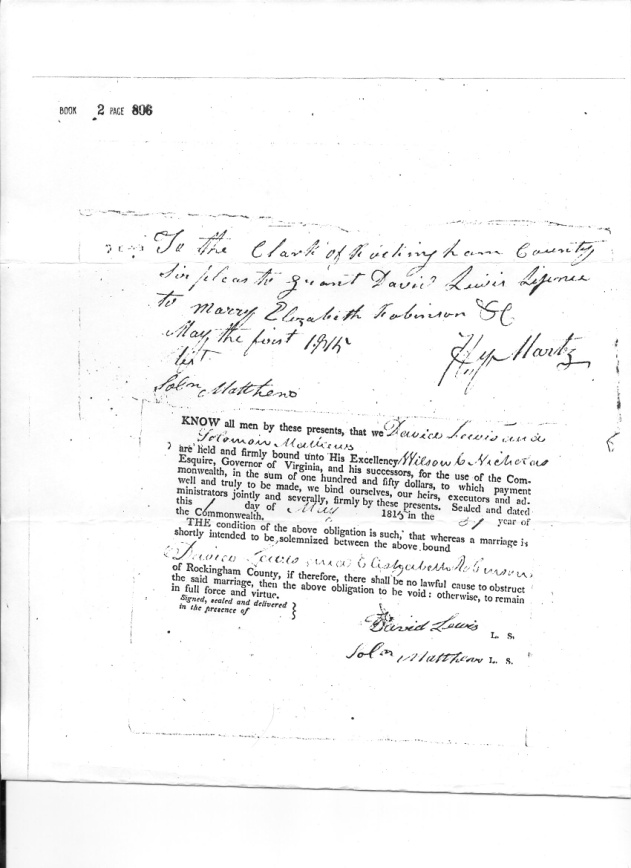 BOOK 2 PAGE 806
To the Clark of Rockingham County
Sir pleas to grant David Lewis Lisence
to marry Elizabeth Robinson &C
May the first 1815
test
Hy Martz
Soln Matthews
KNOW all men by these presents, that we David Lewis and
Solomon Mathews
are held and firmly bound unto His Excellency Wilson C Nicholas
Esquire, Governor of Virginia, and his successors, for the use of the Com-
monwealth, in the sum of one hundred and fifty dollars, to which payment
well and truly to be made, we bind ourselves, our heirs, executors and ad-
ministrators jointly and severally, firmly by these presents. Sealed and dated
this 1 day of May 1815 in the year of
the Commonwealth.
THE condition of the above obligation is such, that whereas a marriage is
shortly intended to be solemnized between the above bound
David Lewis and Elizabeth Robinson
of Rockingham County, if therefore, there shall be no lawful cause to obstruct
the said marriage, then the above obligation to be void: otherwise, to remain
in full force and virtue.
Signed, sealed and delivered
in the presence of
David Lewis L. S.
Soln Matthews L. S.